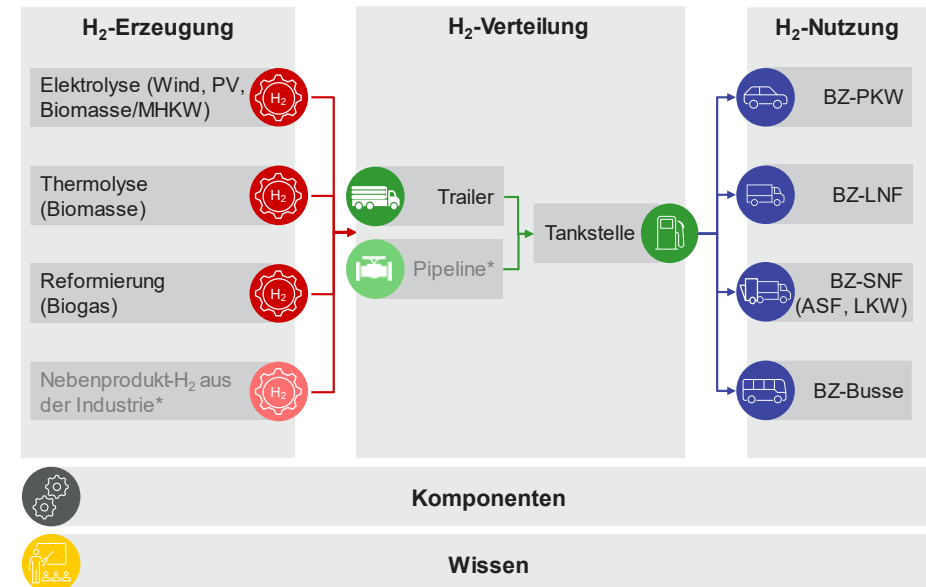 H₂-Erzeugung
Elektrolyse (Wind, PV,
Biomasse/MHKW)
H₂
Thermolyse
(Biomasse)
H₂
Reformierung
(Biogas)
H₂
Nebenprodukt-H₂ aus
der Industrie*
H₂
H₂-Verteilung
Trailer
Pipeline*
Tankstelle
H₂-Nutzung
BZ-PKW
BZ-LNF
BZ-SNF
(ASF, LKW)
BZ-Busse
Komponenten
Wissen